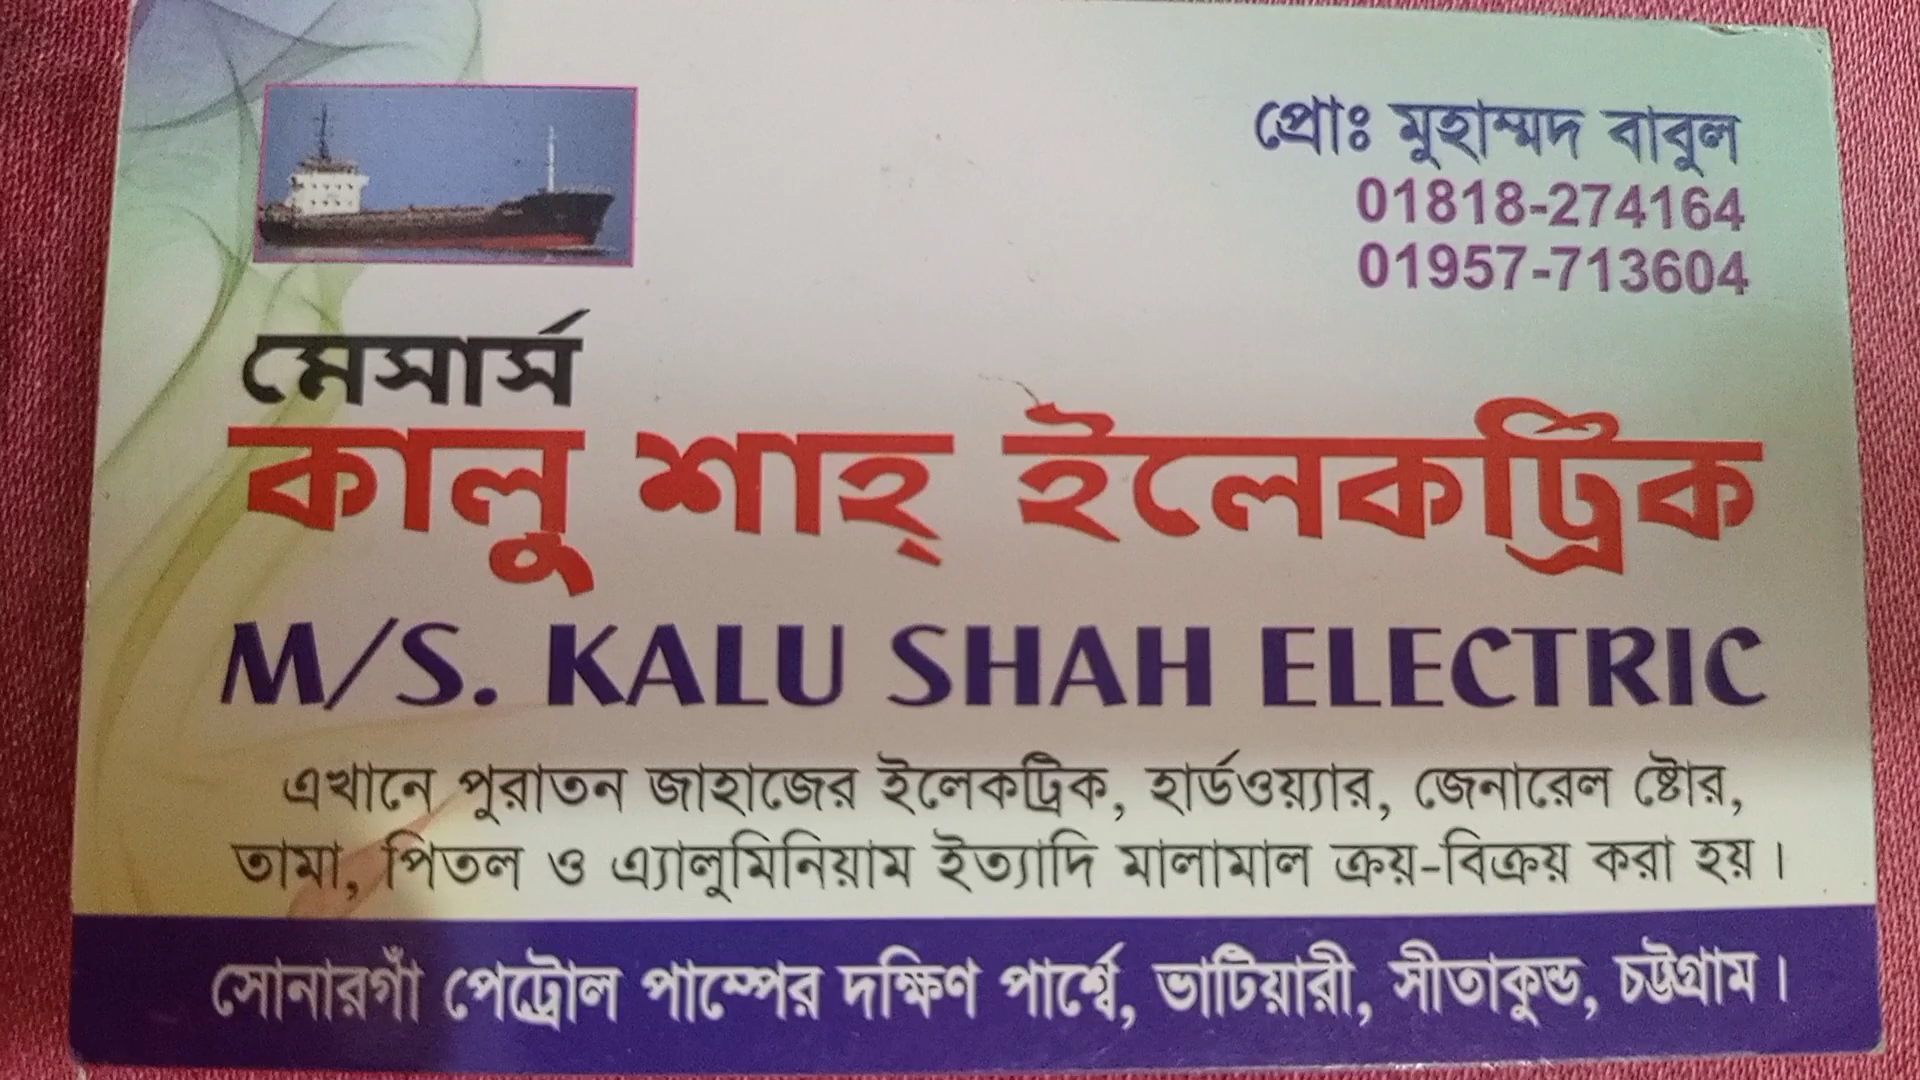 প্রোঃ মুহাম্মদ বাবুল
01818-274164
01957-713604
মেসার্স
কালু শাহ্ ইলেকট্রিক
M/S. KALU SHAH ELECTRIC
এখানে পুরাতন জাহাজের ইলেকট্রিক, হার্ডওয়্যার, জেনারেল ষ্টোর,
তামা, পিতল ও এ্যালুমিনিয়াম ইত্যাদি মালামাল ক্রয়-বিক্রয় করা হয়।
সোনারগাঁ পেট্রোল পাম্পের দক্ষিণ পার্শ্বে, ভাটিয়ারী, সীতাকুন্ড, চট্টগ্রাম।